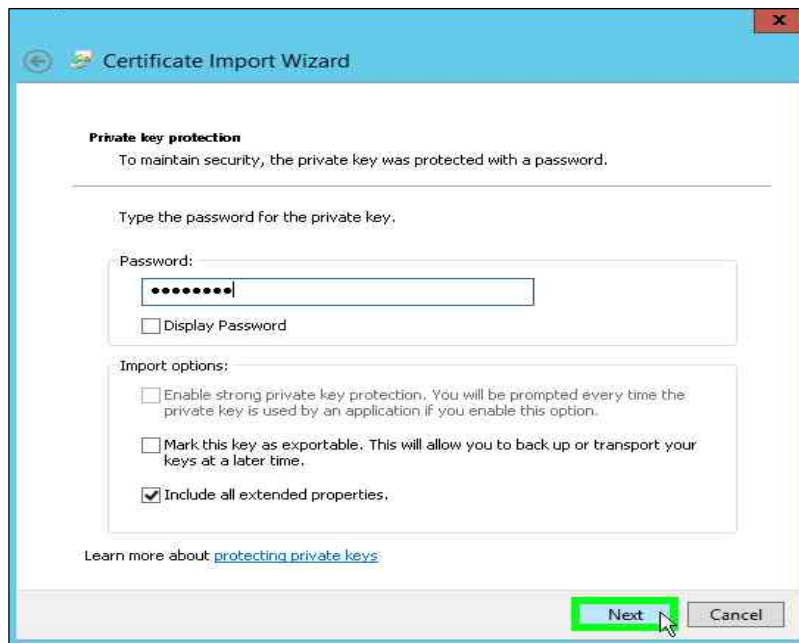 x
Certificate Import Wizard
Private key protection
To maintain security, the private key was protected with a password.
Type the password for the private key.
Password:
••••••••
Display Password
Import options:
Enable strong private key protection. You will be prompted every time the
private key is used by an application if you enable this option.
Mark this key as exportable. This will allow you to back up or transport your
keys at a later time.
Include all extended properties.
Learn more about protecting private keys
Next Cancel